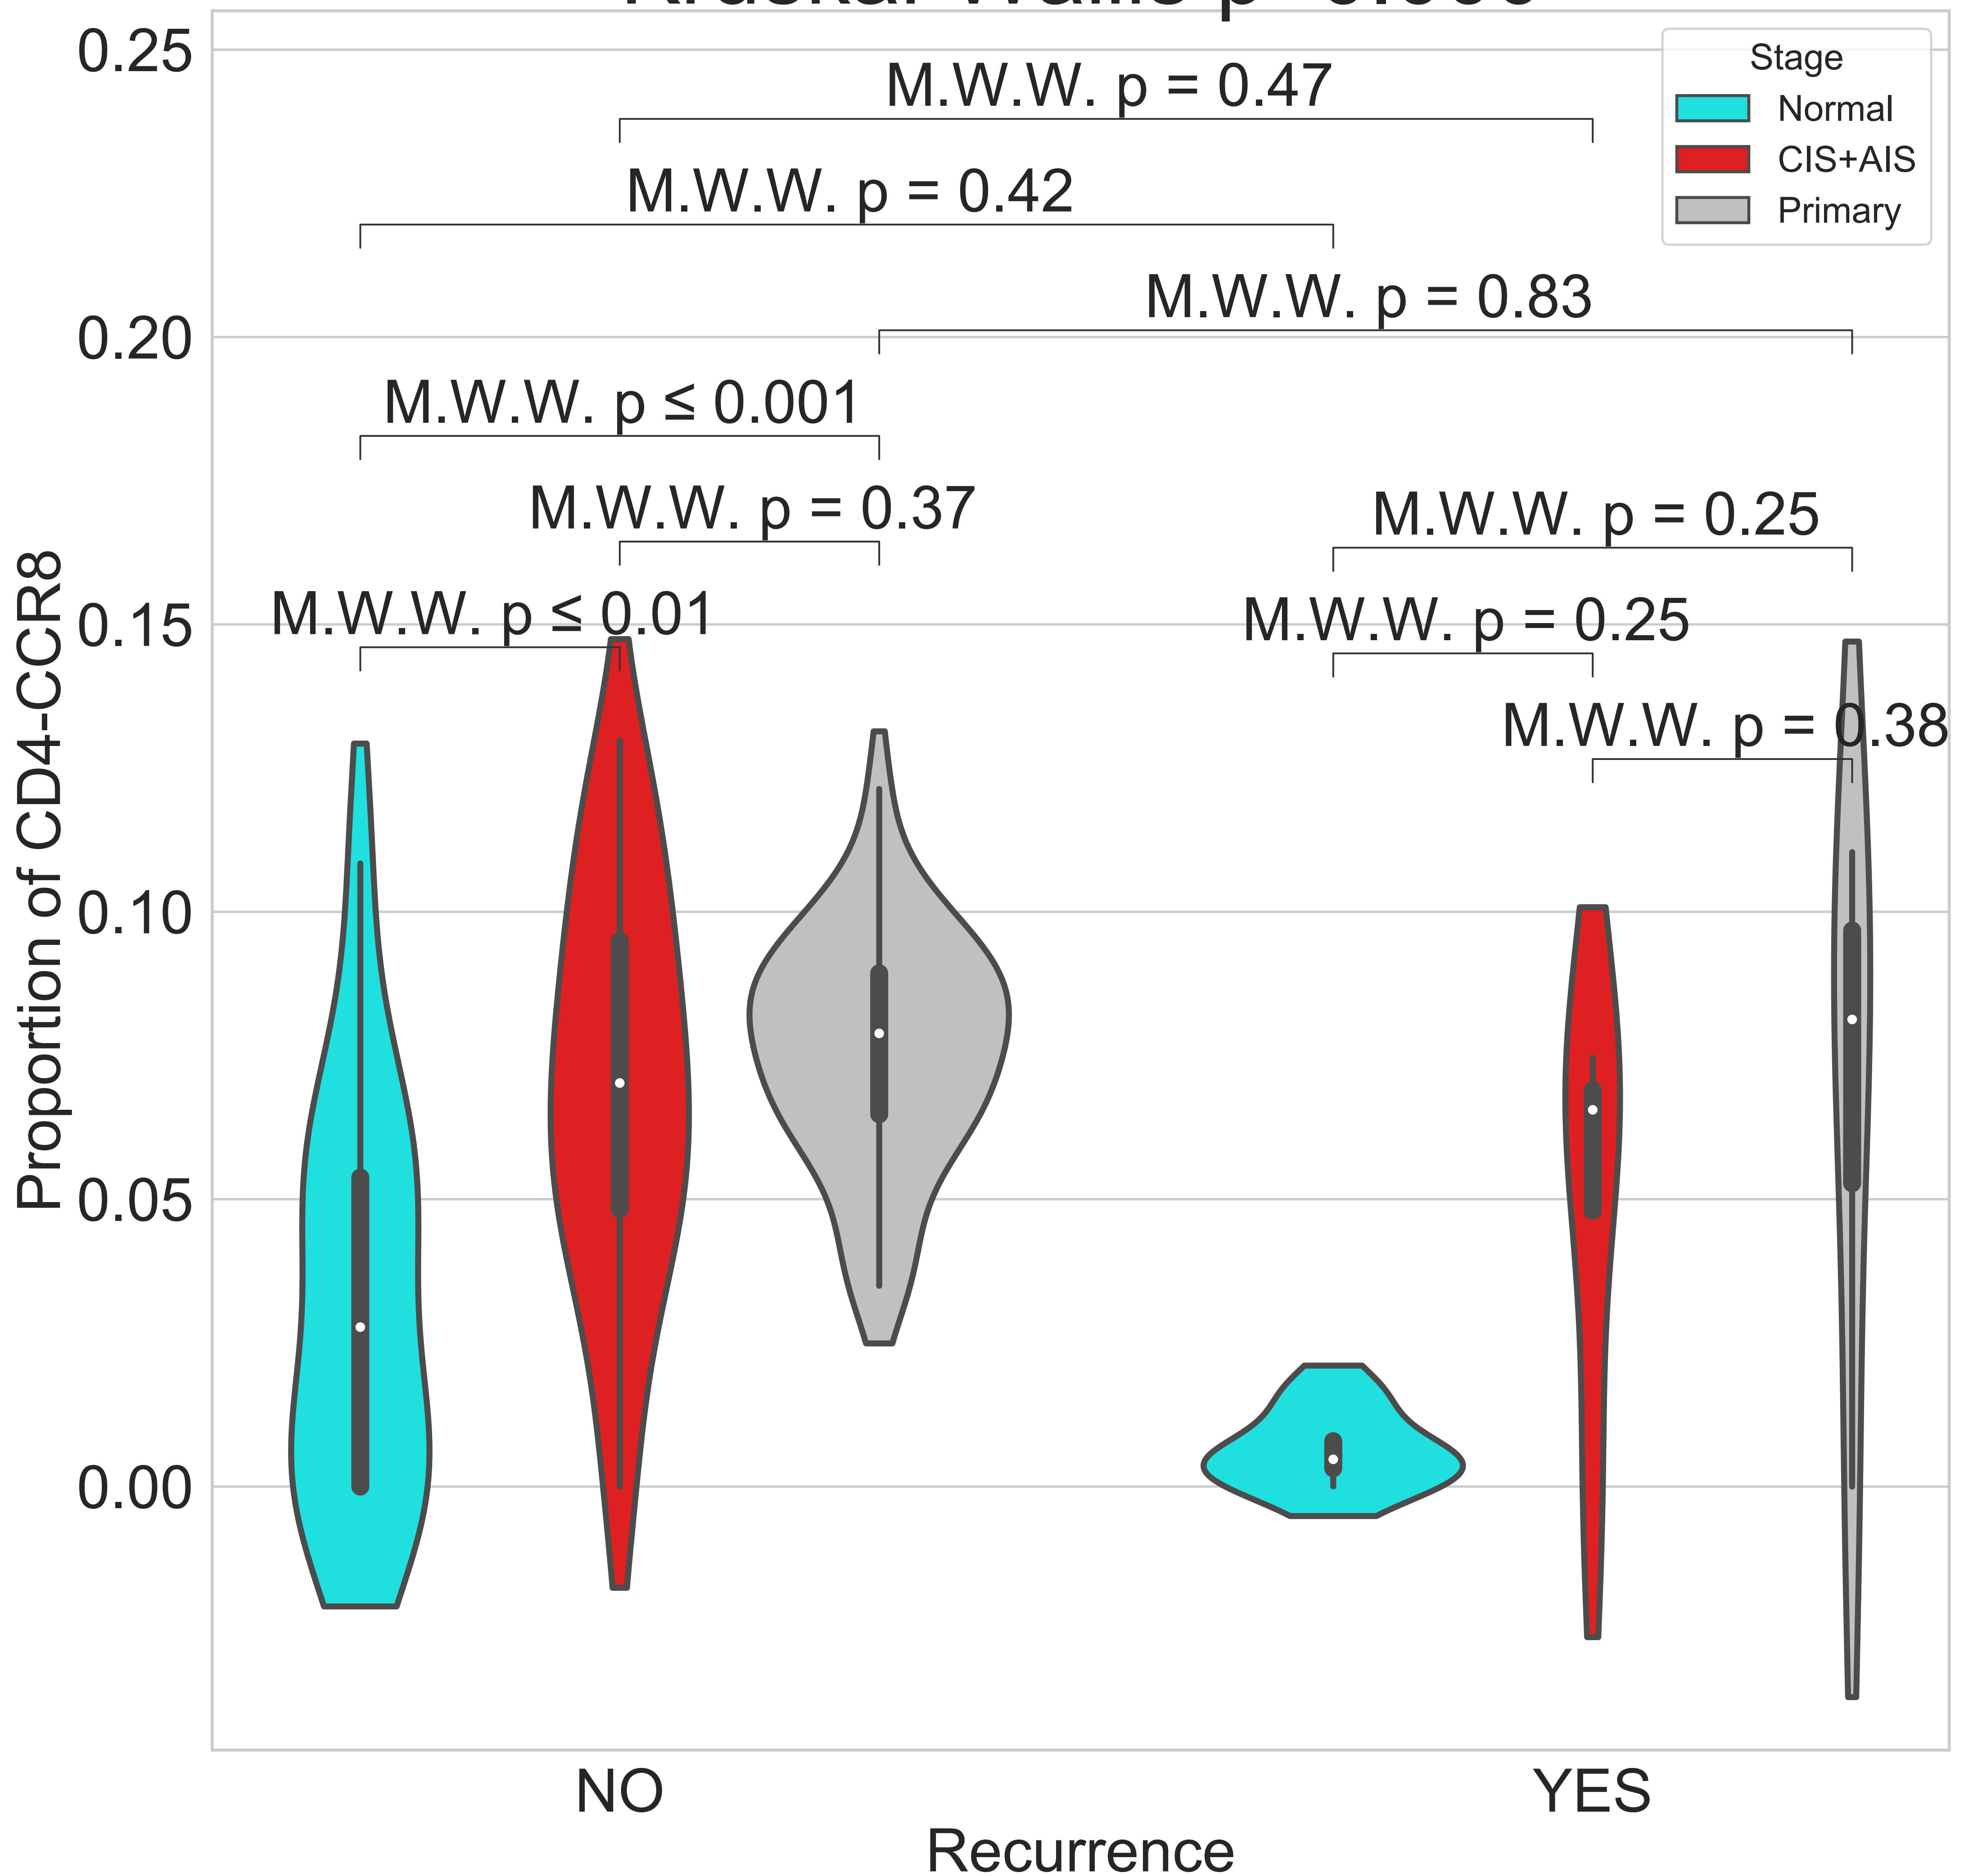 0.25
Stage
M.W.W. p = 0.47
Normal
CIS+AIS
M.W.W. p = 0.42
Primary
M.W.W. p = 0.83
0.20
M.W.W. p ≤ 0.001
M.W.W. p = 0.37
M.W.W. p = 0.25
M.W.W. p ≤ 0.01
M.W.W. p = 0.25
0.15
M.W.W. p = 0.38
Proportion of CD4-CCR8
0.10
0.05
0.00
NO
YES
Recurrence